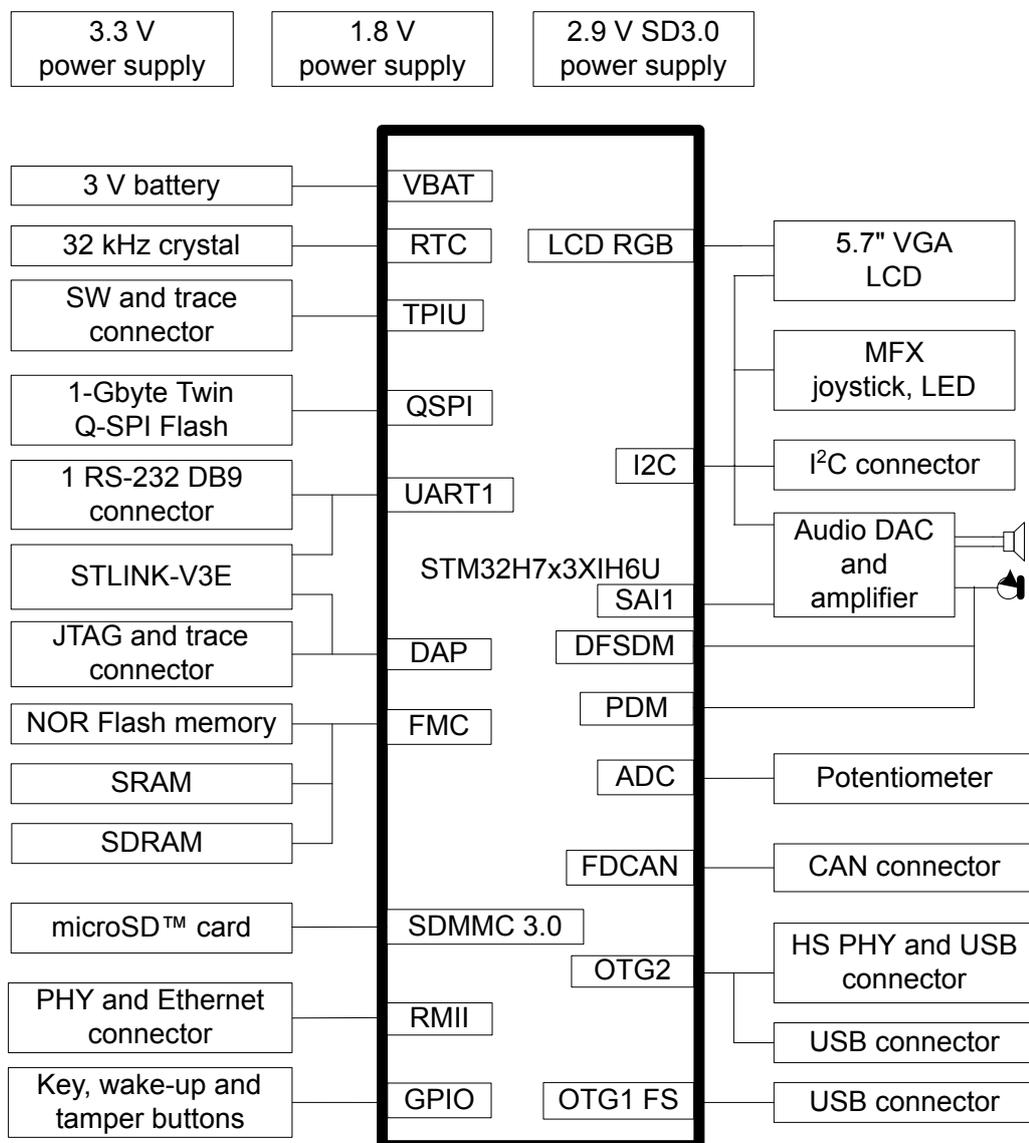 3.3 V
power supply
1.8 V
power supply
2.9 V SD3.0
power supply
3 V battery
32 kHz crystal
SW and trace
connector
1-Gbyte Twin
Q-SPI Flash
1 RS-232 DB9
connector
STLINK-V3E
JTAG and trace
connector
NOR Flash memory
SRAM
SDRAM
microSD™ card
PHY and Ethernet
connector
Key, wake-up and
tamper buttons
VBAT
RTC
TPIU
QSPI
UART1
STM32H7x3XIH6U
DAP
FMC
SDMMC 3.0
RMII
GPIO
LCD RGB
I2C
SAI1
DFSDM
PDM
ADC
FDCAN
OTG2
OTG1 FS
5.7" VGA
LCD
MFX
joystick, LED
I²C connector
Audio DAC
and
amplifier
Potentiometer
CAN connector
HS PHY and USB
connector
USB connector
USB connector